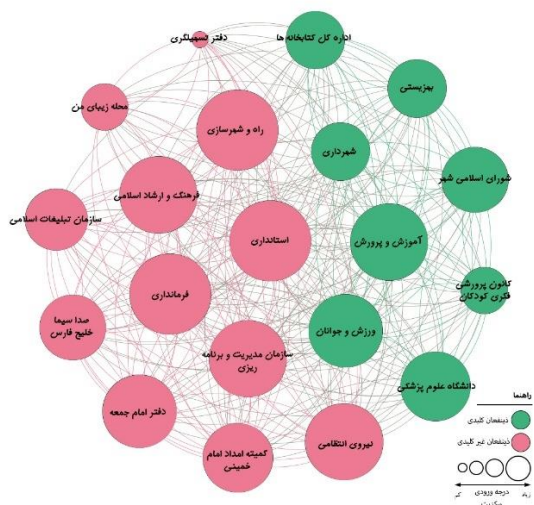 دفتر تسهیلگری
اداره کل کتابخانه ها
بهزیستی
محله زیبای من
راه و شهرسازی
شهرداری
شورای اسلامی شهر
فرهنگ و ارشاد اسلامی
سازمان تبلیغات اسلامی
استانداری
آموزش و پرورش
کانون پرورشی
فکری کودکان
فرمانداری
صدا سیما
خلیج فارس
ورزش و جوانان
سازمان مدیریت و برنامه
ریزی
دانشگاه علوم پزشکی
دفتر امام جمعه
نیروی انتظامی
کمیته امداد امام
خمینی
راهنما
ذینفعان کلیدی
ذینفعان غیر کلیدی
زیاد
درجه ورودی
کم
مرکزیت